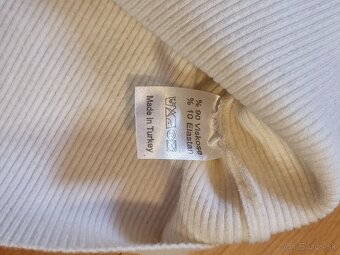 % 90 Viskose
% 10 Elastan
Made in Turkey